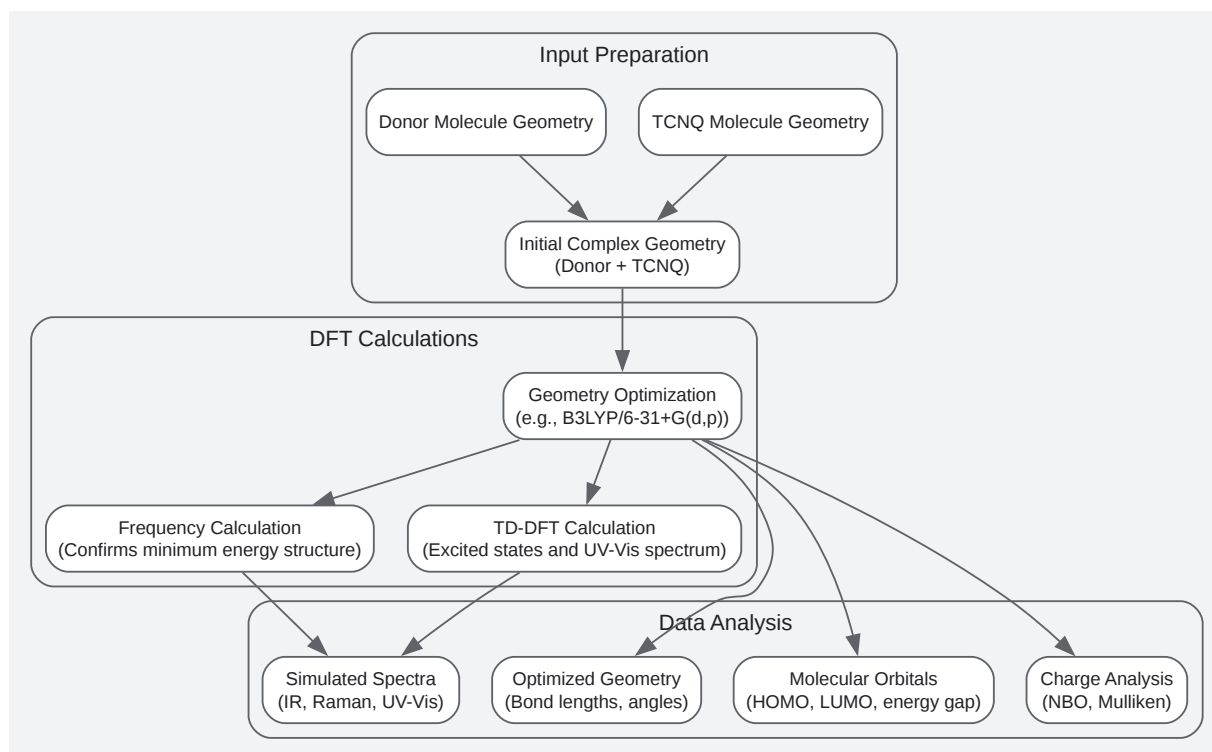 Input Preparation
Donor Molecule Geometry
TCNQ Molecule Geometry
Initial Complex Geometry
(Donor + TCNQ)
DFT Calculations
Geometry Optimization
(e.g., B3LYP/6-31+G(d,p))
Frequency Calculation
(Confirms minimum energy structure)
TD-DFT Calculation
(Excited states and UV-Vis spectrum)
Data Analysis
Simulated Spectra
(IR, Raman, UV-Vis)
Optimized Geometry
(Bond lengths, angles)
Molecular Orbitals
(HOMO, LUMO, energy gap)
Charge Analysis
(NBO, Mulliken)